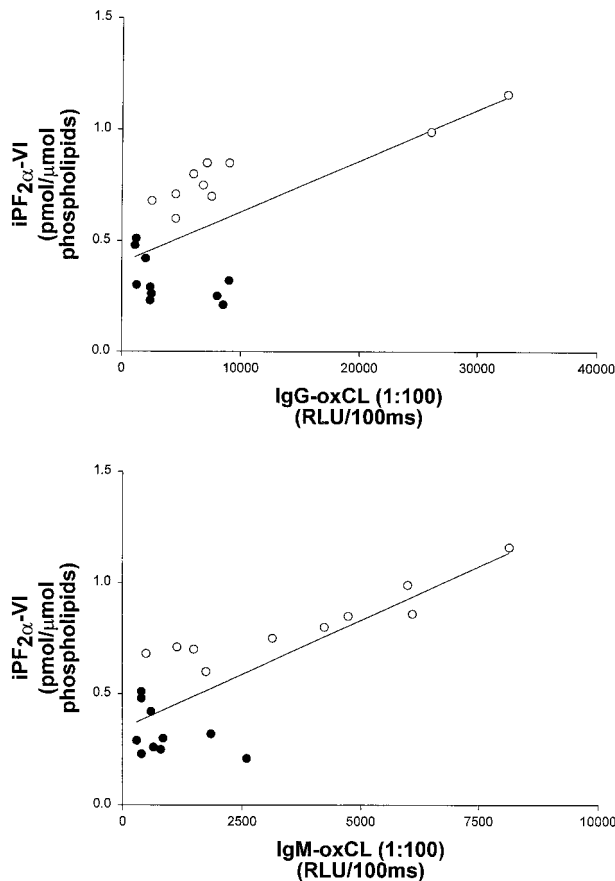 1.5
1.0
0.5
0.0
iPF2α-VI
(pmol/μmol
phospholipids)
0
10000
20000
30000
40000
IgG-oxCL (1:100)
(RLU/100ms)
1.5
1.0
0.5
0.0
iPF2α-VI
(pmol/μmol
phospholipids)
0
2500
5000
7500
10000
IgM-oxCL (1:100)
(RLU/100ms)